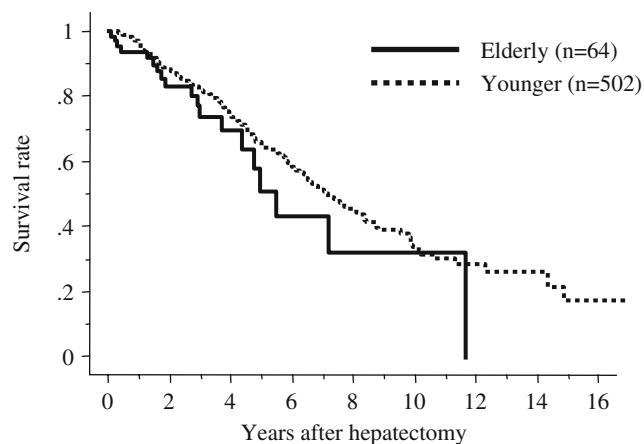 1
.8
.6
.4
.2
0
Survival rate
Elderly (n=64)
Younger (n=502)
0 2 4 6 8 10 12 14 16
Years after hepatectomy